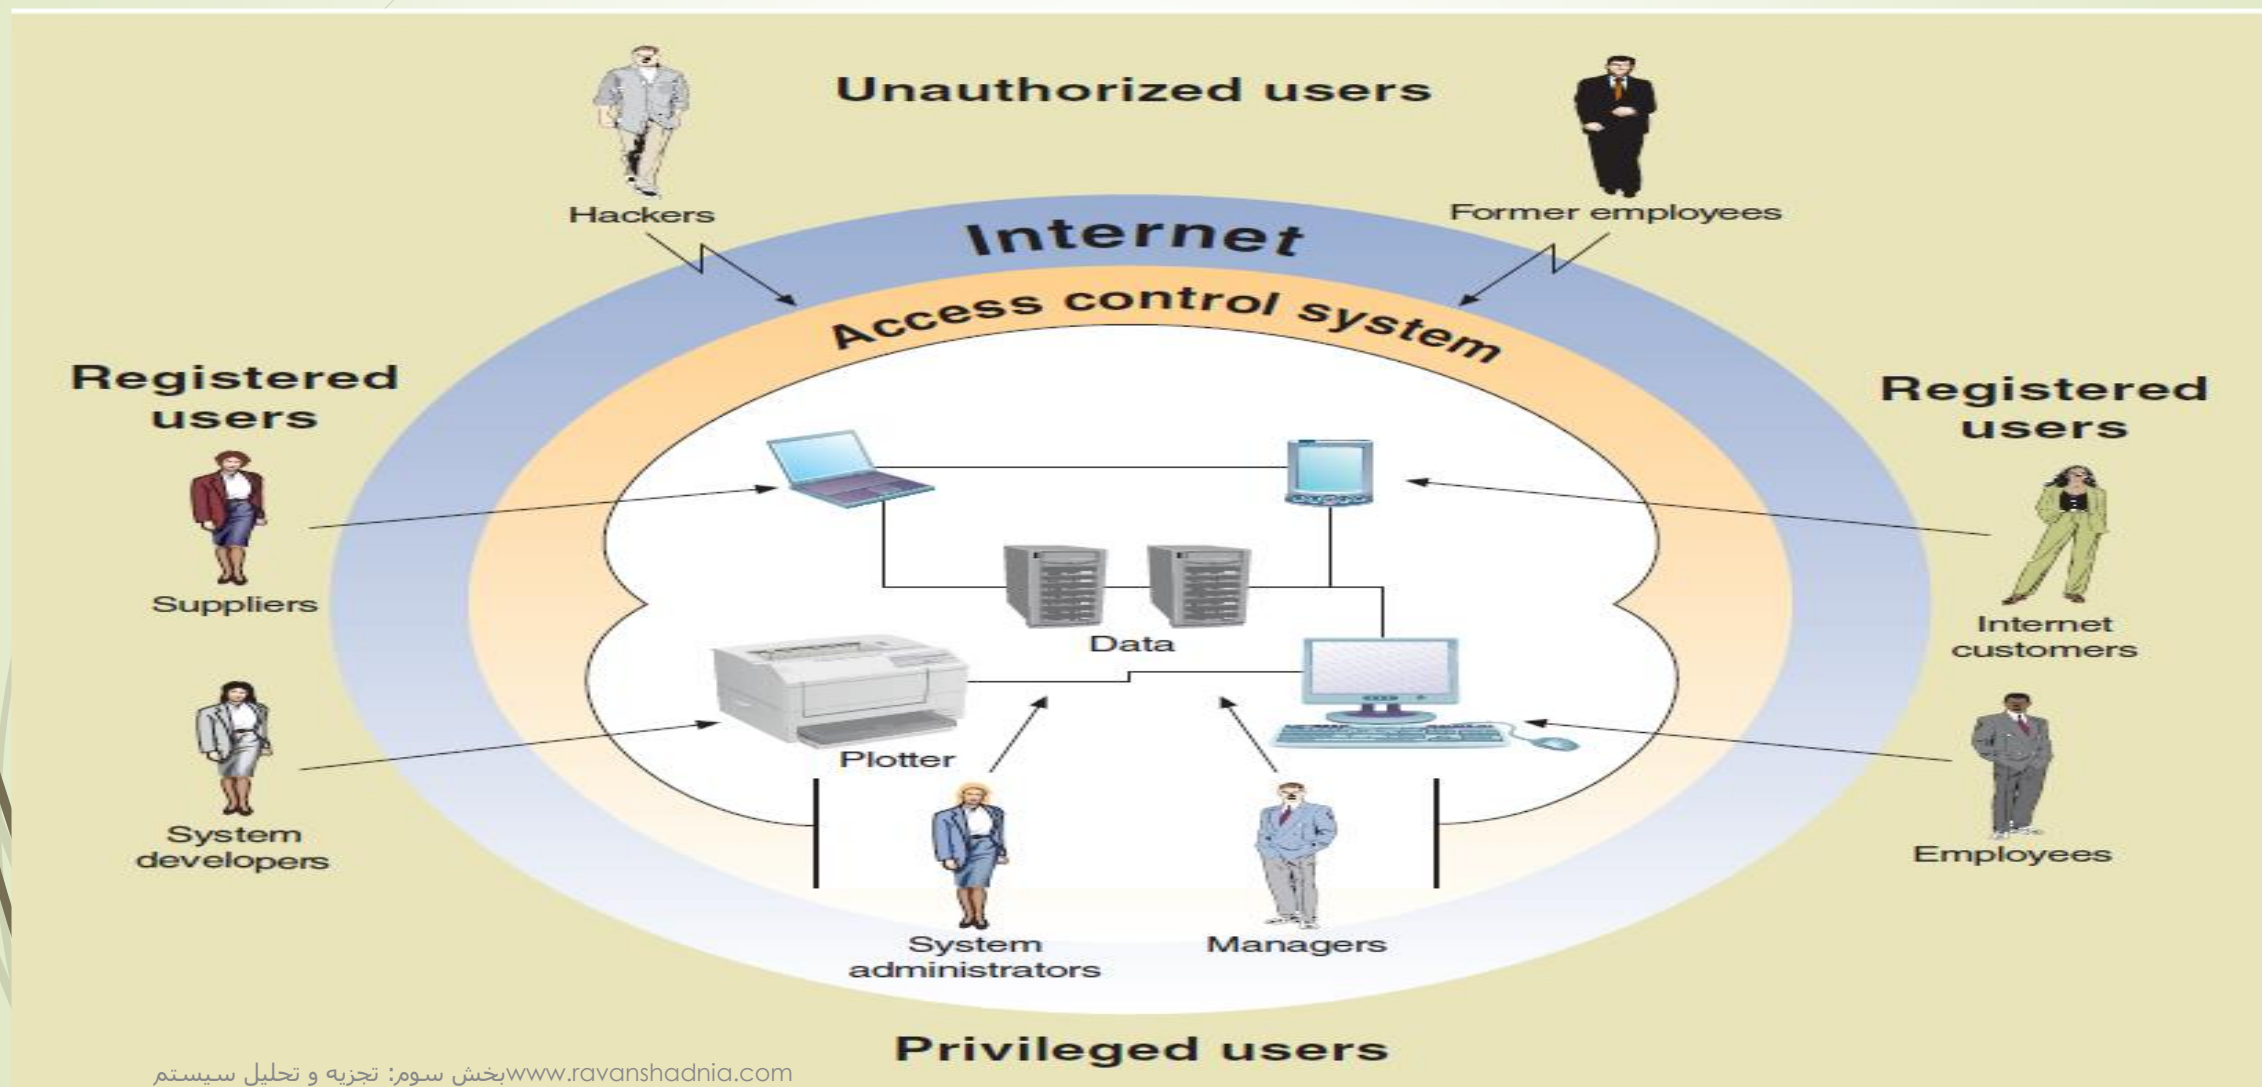 Unauthorized users
Hackers
Former employees
Internet
Access control system
Registered
users
Registered
users
Suppliers
Internet
customers
Data
Plotter
System
developers
Employees
System
administrators
Managers
Privileged users
www.ravanshadnia.comبخش سوم: تجزیه و تحلیل سیستم